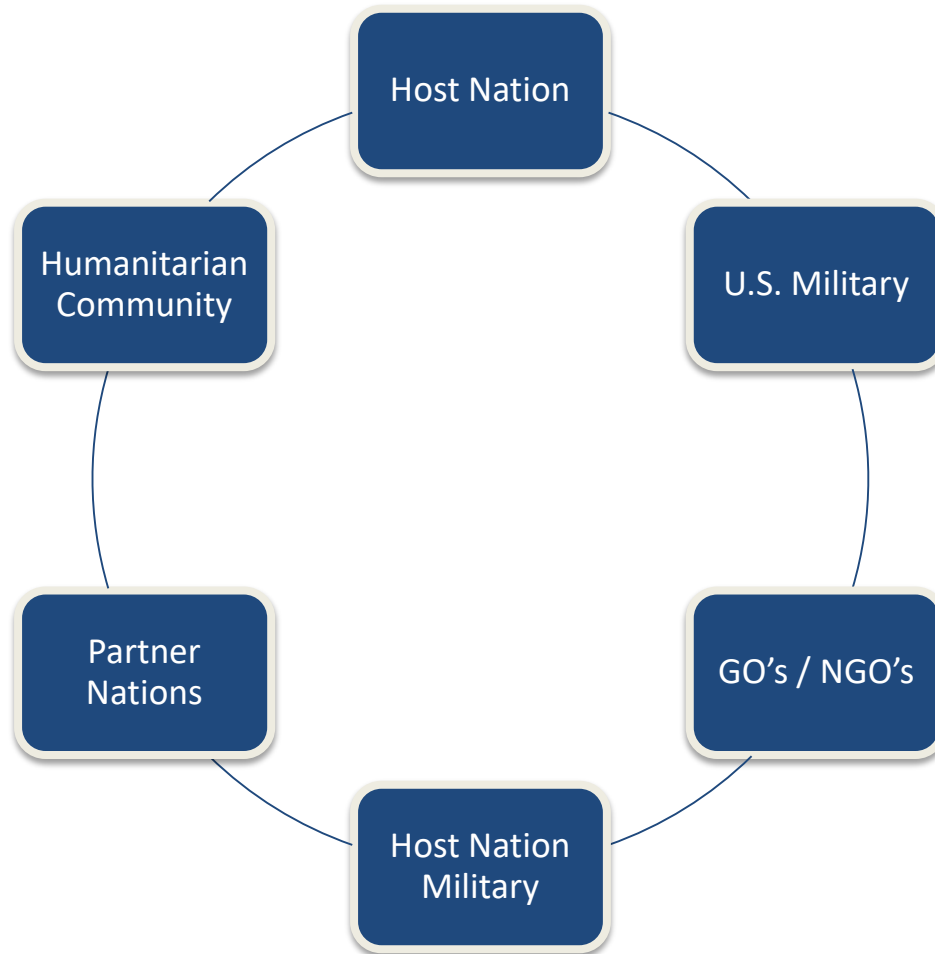 Host Nation
Humanitarian
Community
U.S. Military
Partner
Nations
GO’s / NGO’s
Host Nation
Military